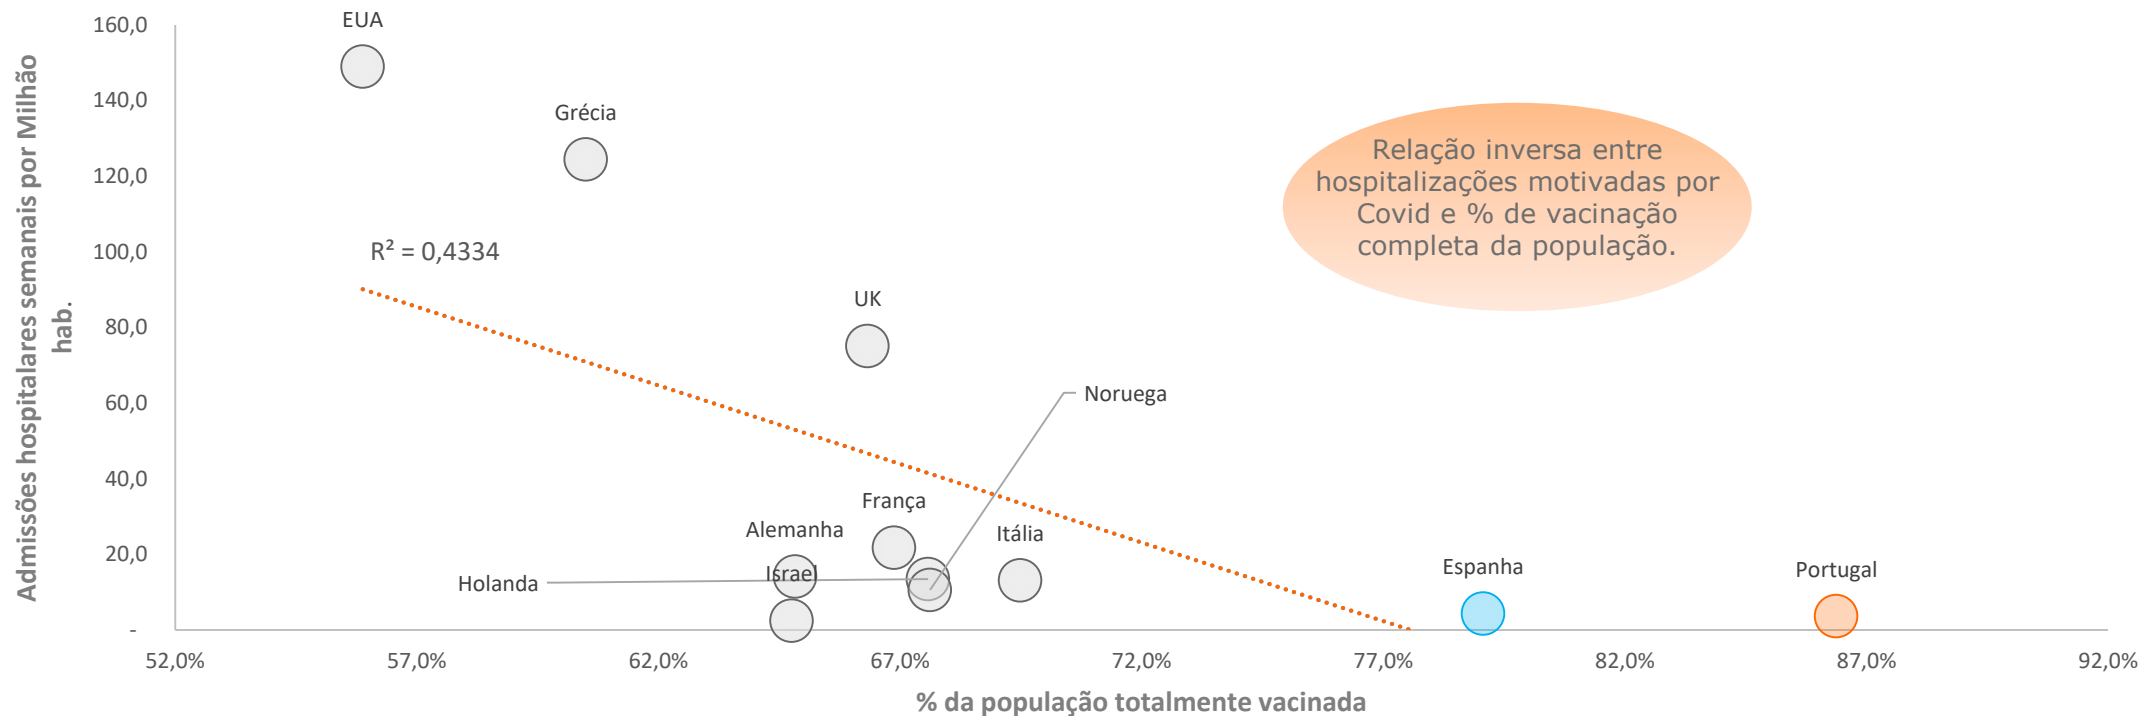 Admissões hospitalares semanais por Milhão
hab.
160,0
140,0
120,0
100,0
80,0
60,0
40,0
20,0
-
EUA
Grécia
R² = 0,4334
UK
Noruega
França
Alemanha
Itália
Israel
Holanda
Espanha
Portugal
Relação inversa entre
hospitalizações motivadas por
Covid e % de vacinação
completa da população.
52,0%
57,0%
62,0%
67,0%
72,0%
77,0%
82,0%
87,0%
92,0%
% da população totalmente vacinada